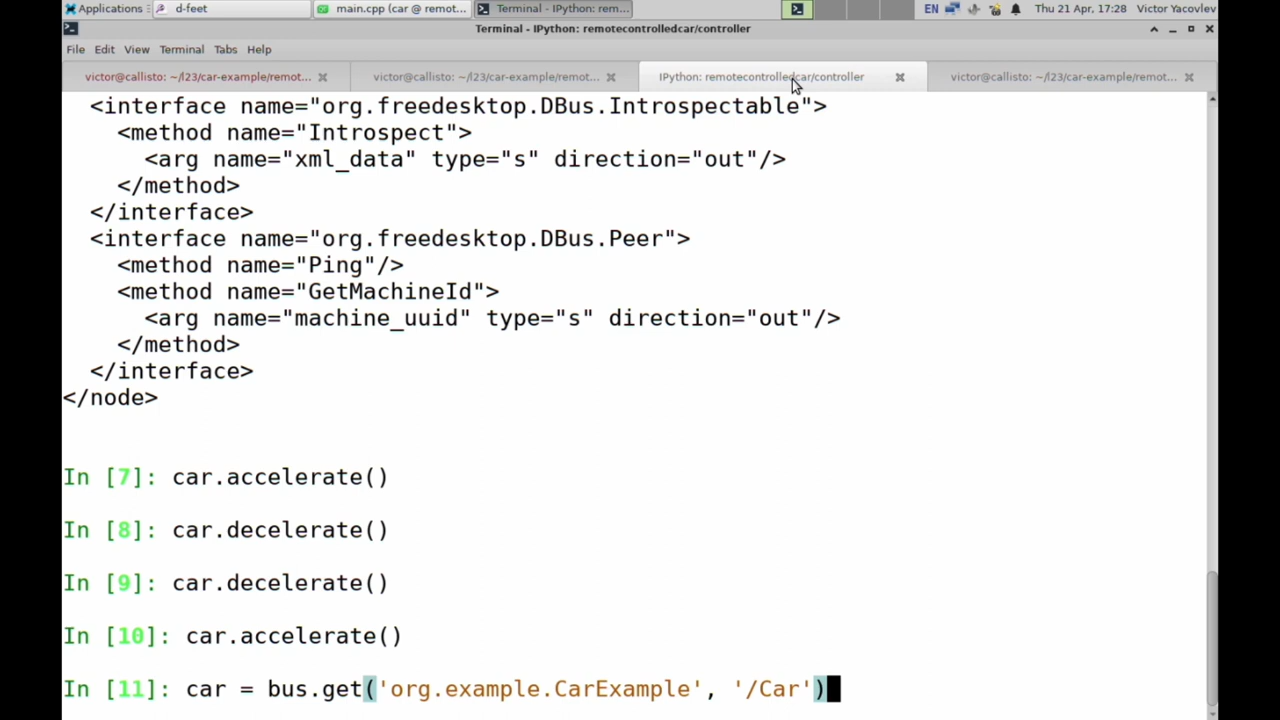 Applications d-feet main.cpp (car @ remot... Terminal - IPython: rem... EN Thu 21 Apr, 17:28 Victor Yacovlev
Terminal - IPython: remotecontrolledcar/controller
File Edit View Terminal Tabs Help
victor@callisto: ~/l23/car-example/remot... victor@callisto: ~/l23/car-example/remot... IPython: remotecontrolledcar/controller victor@callisto: ~/l23/car-example/remot...
<interface name="org.freedesktop.DBus.Introspectable">
<method name="Introspect">
<arg name="xml_data" type="s" direction="out"/>
</method>
</interface>
<interface name="org.freedesktop.DBus.Peer">
<method name="Ping"/>
<method name="GetMachineId">
<arg name="machine_uuid" type="s" direction="out"/>
</method>
</interface>
</node>
In [7]: car.accelerate()
In [8]: car.decelerate()
In [9]: car.decelerate()
In [10]: car.accelerate()
In [11]: car = bus.get('org.example.CarExample', '/Car')